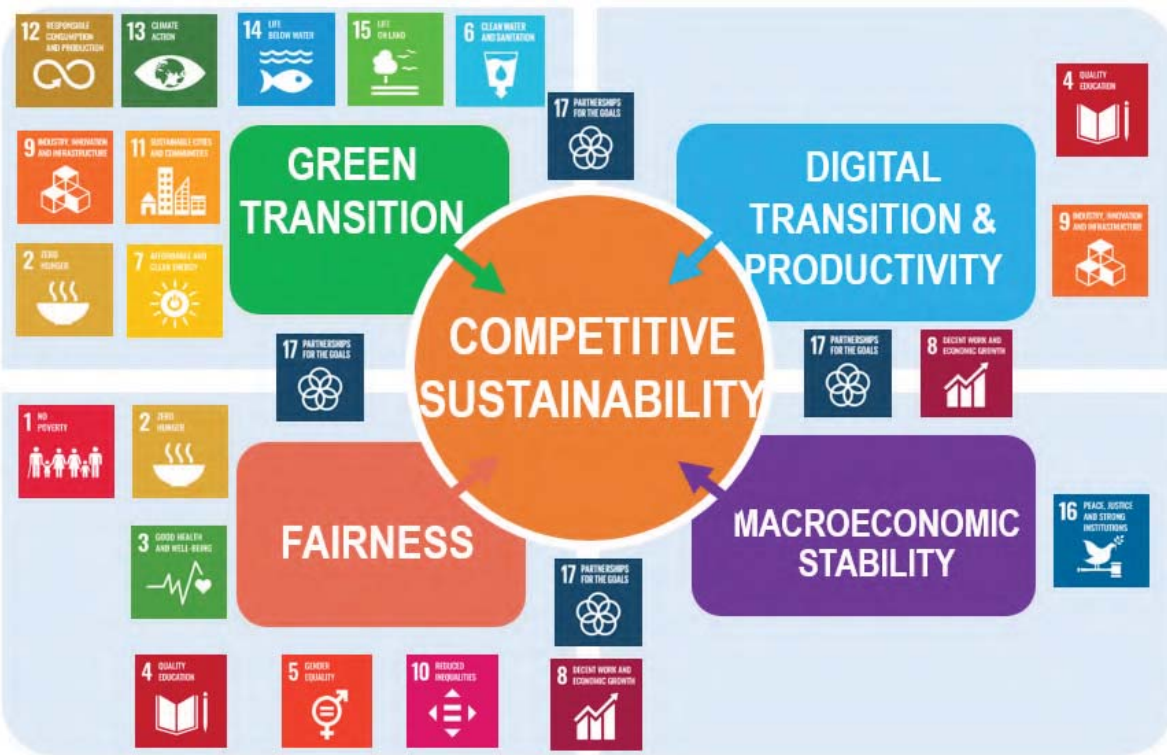 12 RESPONSIBLE
CONSUMPTION
AND PRODUCTION
13 CLIMATE
ACTION
14 LIFE
BELOW WATER
15 LIFE
ON LAND
6 CLEAN WATER
AND SANITATION
17 PARTNERSHIPS
FOR THE GOALS
4 QUALITY
EDUCATION
9 INDUSTRY, INNOVATION
AND INFRASTRUCTURE
11 SUSTAINABLE CITIES
AND COMMUNITIES
GREEN
TRANSITION
DIGITAL
TRANSITION &
PRODUCTIVITY
9 INDUSTRY, INNOVATION
AND INFRASTRUCTURE
2 ZERO
HUNGER
7 AFFORDABLE AND
CLEAN ENERGY
17 PARTNERSHIPS
FOR THE GOALS
COMPETITIVE
SUSTAINABILITY
17 PARTNERSHIPS
FOR THE GOALS
8 DECENT WORK AND
ECONOMIC GROWTH
1 NO
POVERTY
2 ZERO
HUNGER
3 GOOD HEALTH
AND WELL-BEING
FAIRNESS
MACROECONOMIC
STABILITY
16 PEACE, JUSTICE
AND STRONG
INSTITUTIONS
17 PARTNERSHIPS
FOR THE GOALS
4 QUALITY
EDUCATION
5 GENDER
EQUALITY
10 REDUCED
INEQUALITIES
8 DECENT WORK AND
ECONOMIC GROWTH